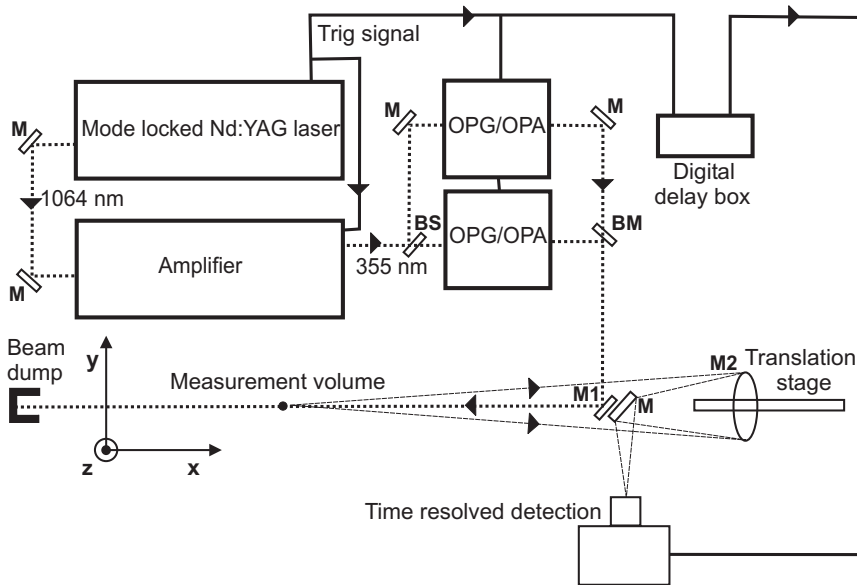 Trig signal
M
Mode locked Nd:YAG laser
M
OPG/OPA
M
Digital
delay box
1064 nm
BS
BM
OPG/OPA
M
Amplifier
355 nm
Beam
dump
y
Measurement volume
M1
M
M2
Translation
stage
z
x
Time resolved detection